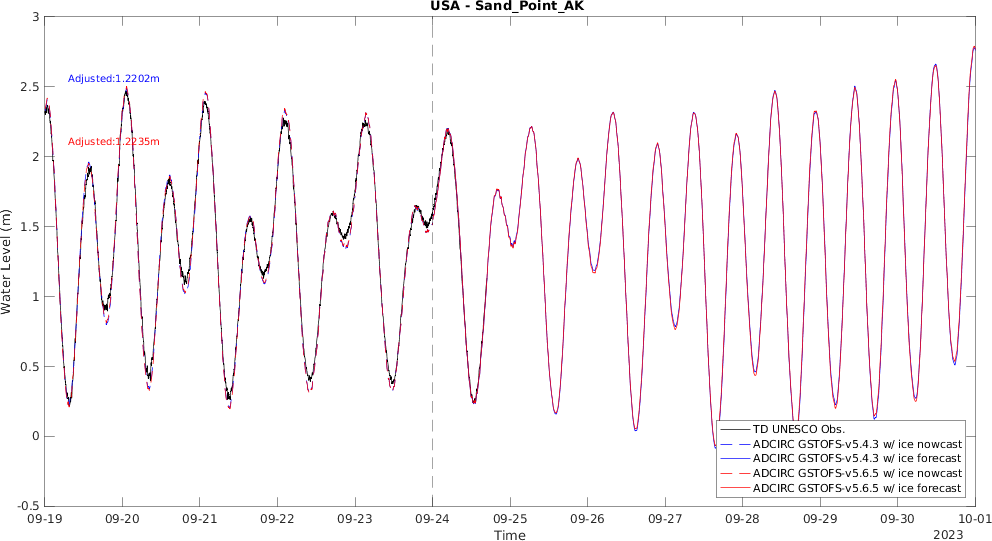 USA - Sand_Point_AK
3
2.5
2
1.5
1
0.5
0
-0.5
Water Level (m)
Adjusted:1.2202m
Adjusted:1.2235m
TD UNESCO Obs.
ADCIRC GSTOFS-v5.4.3 w/ ice nowcast
ADCIRC GSTOFS-v5.4.3 w/ ice forecast
ADCIRC GSTOFS-v5.6.5 w/ ice nowcast
ADCIRC GSTOFS-v5.6.5 w/ ice forecast
09-19 09-20 09-21 09-22 09-23 09-24 09-25 09-26 09-27 09-28 09-29 09-30 10-01
Time
2023